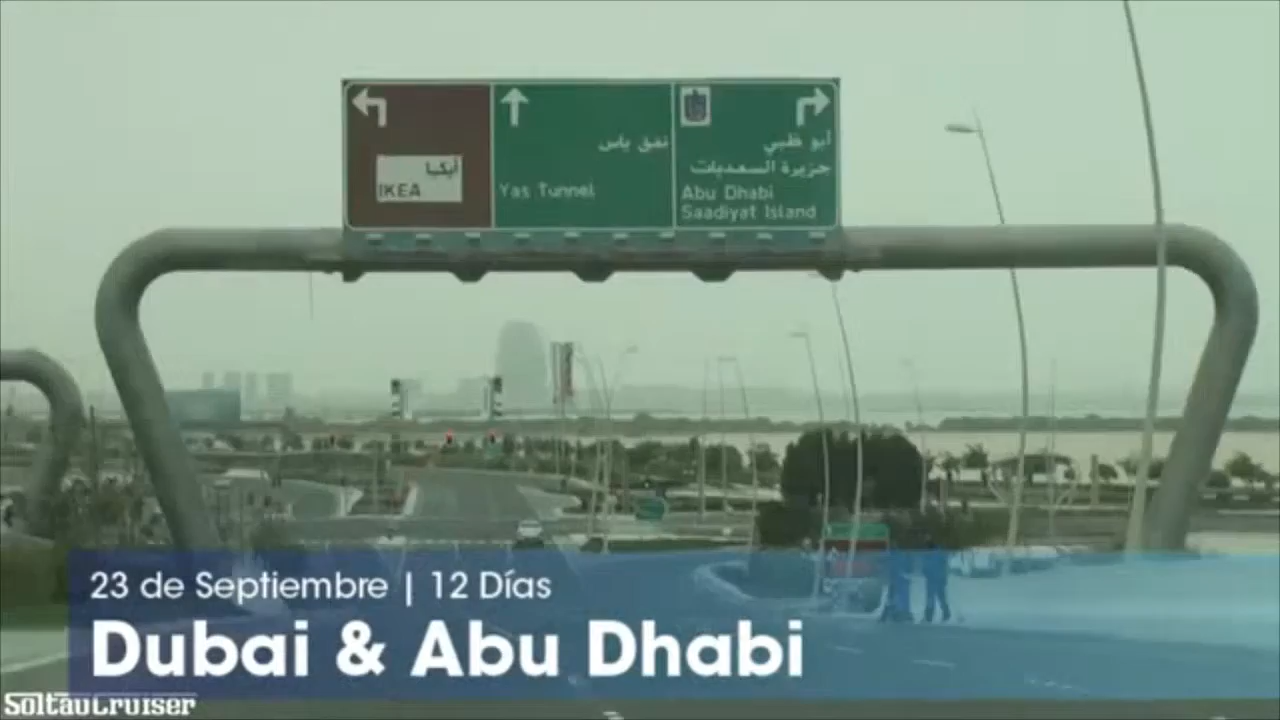 أيكيا
IKEA
نفق ياس
Yas Tunnel
أبو ظبي
جزيرة السعديات
Abu Dhabi
Saadiyat Island
23 de Septiembre | 12 Días
Dubai & Abu Dhabi
SoltauCruiser